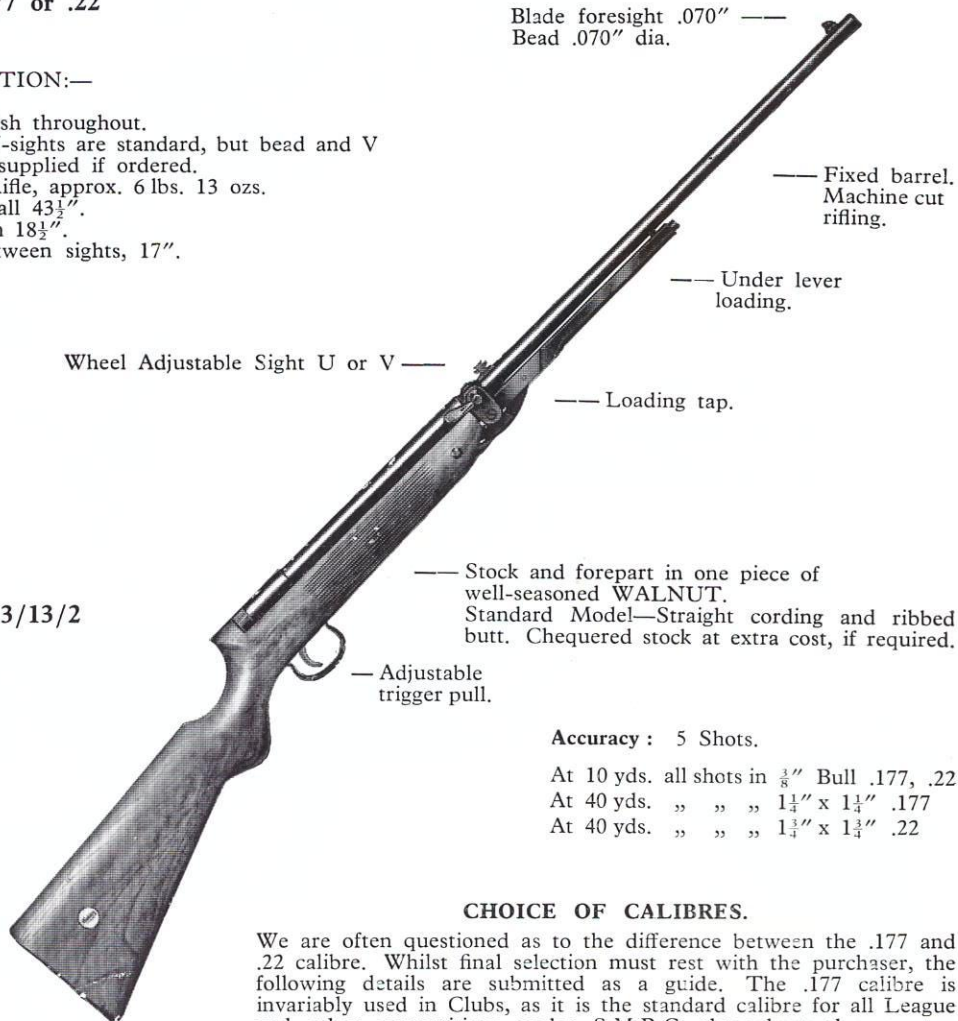 or .22
Blade foresight .070″
Bead .070″ dia.
TION:—
sh throughout.
-sights are standard, but bead and V
supplied if ordered.
ifle, approx. 6 lbs. 13 ozs.
all 43½″.
18½″.
tween sights, 17″.
Fixed barrel.
Machine cut
rifling.
Under lever
loading.
Wheel Adjustable Sight U or V
Loading tap.
Stock and forepart in one piece of
well-seasoned WALNUT.
Standard Model—Straight cording and ribbed
butt. Chequered stock at extra cost, if required.
3/13/2
Adjustable
trigger pull.
Accuracy : 5 Shots.
At 10 yds. all shots in ⅜″ Bull .177, .22
At 40 yds. „ „ „ 1¼″ x 1¼″ .177
At 40 yds. „ „ „ 1¾″ x 1¾″ .22
CHOICE OF CALIBRES.
We are often questioned as to the difference between the .177 and
.22 calibre. Whilst final selection must rest with the purchaser, the
following details are submitted as a guide. The .177 calibre is
invariably used in Clubs, as it is the standard calibre for all League